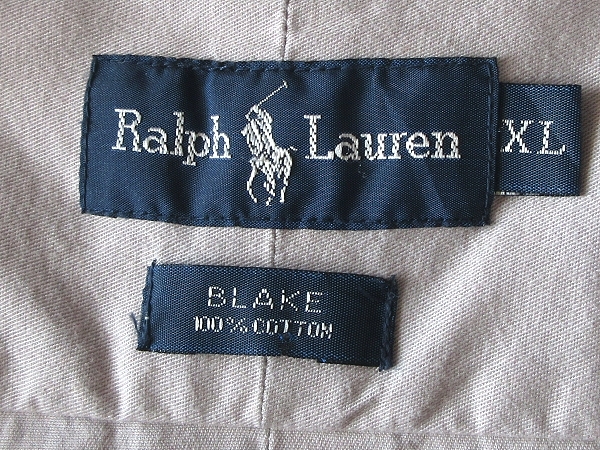 Ralph Lauren XL
BLAKE
100% COTTON